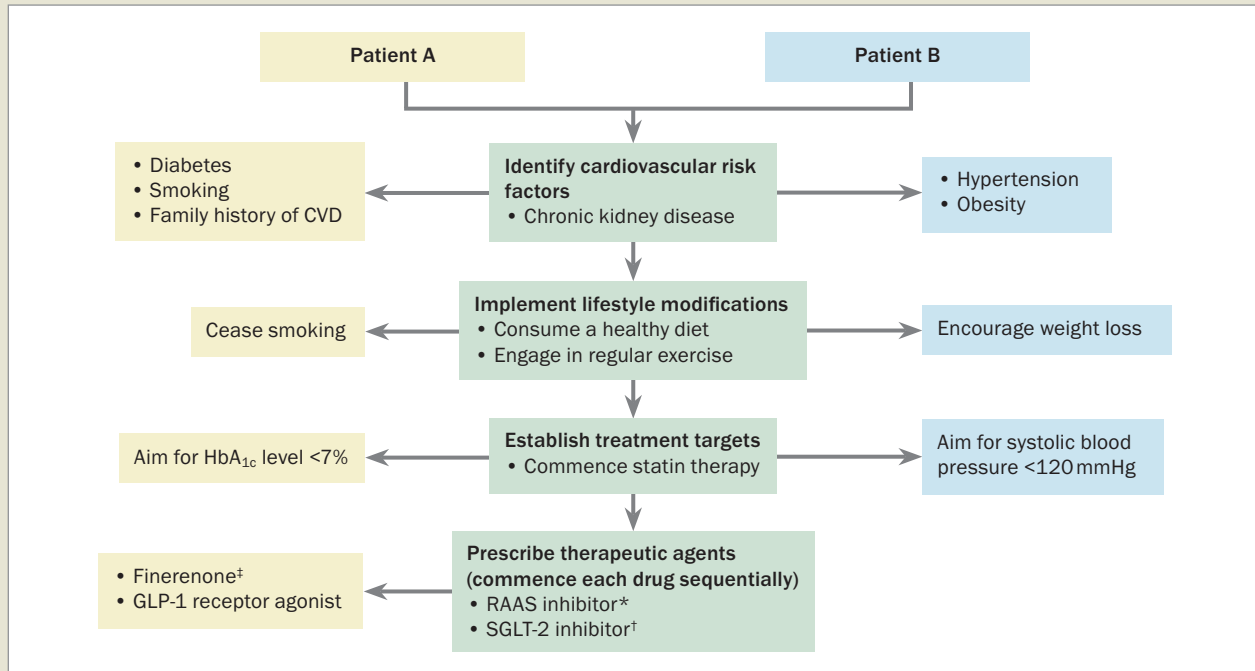 Patient A
Patient B
• Diabetes
• Smoking
• Family history of CVD
Identify cardiovascular risk
factors
• Chronic kidney disease
• Hypertension
• Obesity
Cease smoking
Implement lifestyle modifications
• Consume a healthy diet
• Engage in regular exercise
Encourage weight loss
Aim for HbA1c level <7%
Establish treatment targets
• Commence statin therapy
Aim for systolic blood
pressure <120 mmHg
• Finerenone‡
• GLP-1 receptor agonist
Prescribe therapeutic agents
(commence each drug sequentially)
• RAAS inhibitor*
• SGLT-2 inhibitor†